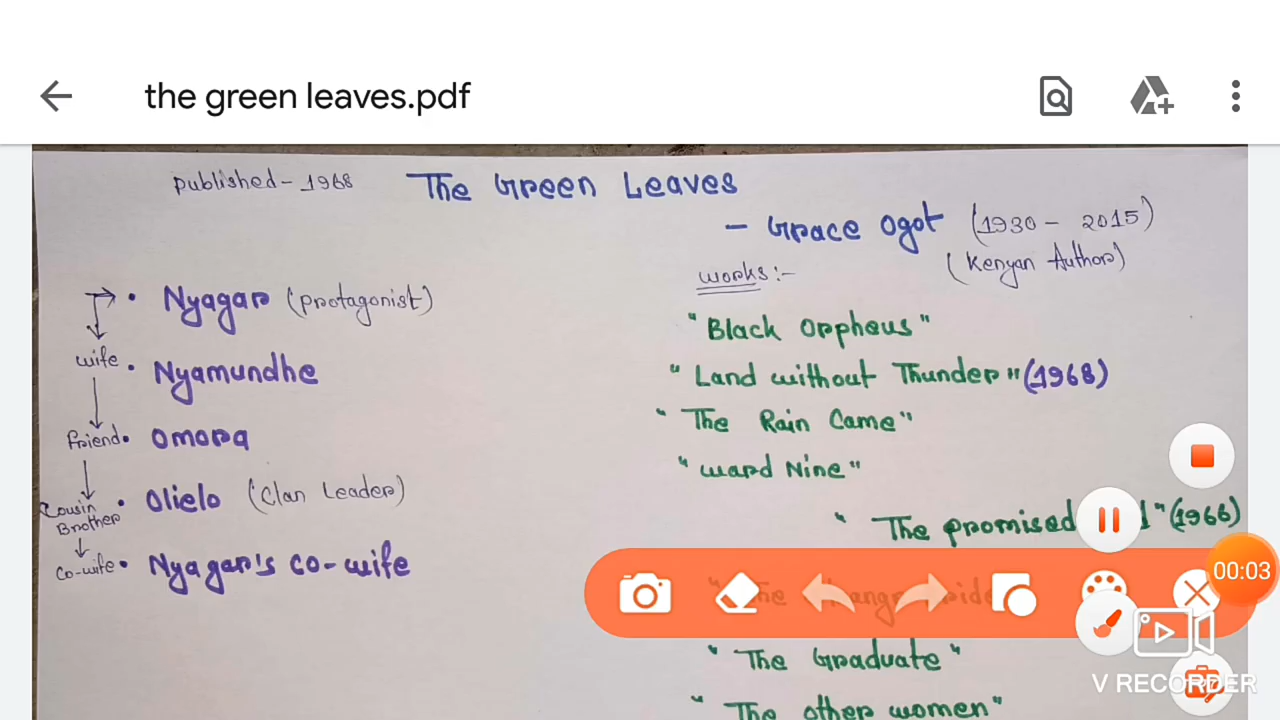 the green leaves.pdf
published - 1968
The Green Leaves
- Grace Ogot (1930 - 2015)
(Kenyan Author)
works:-
Nyagar (protagonist)
"Black Orpheus"
wife • Nyamundhe
"Land without Thunder" (1968)
Friend • Omora
"The Rain Came"
"Ward Nine"
Cousin Brother • Olielo (Clan Leader)
"The promised (1966)
Co-wife • Nyagar's co-wife
00:03
"The Graduate"
V RECORDER
"The other women"